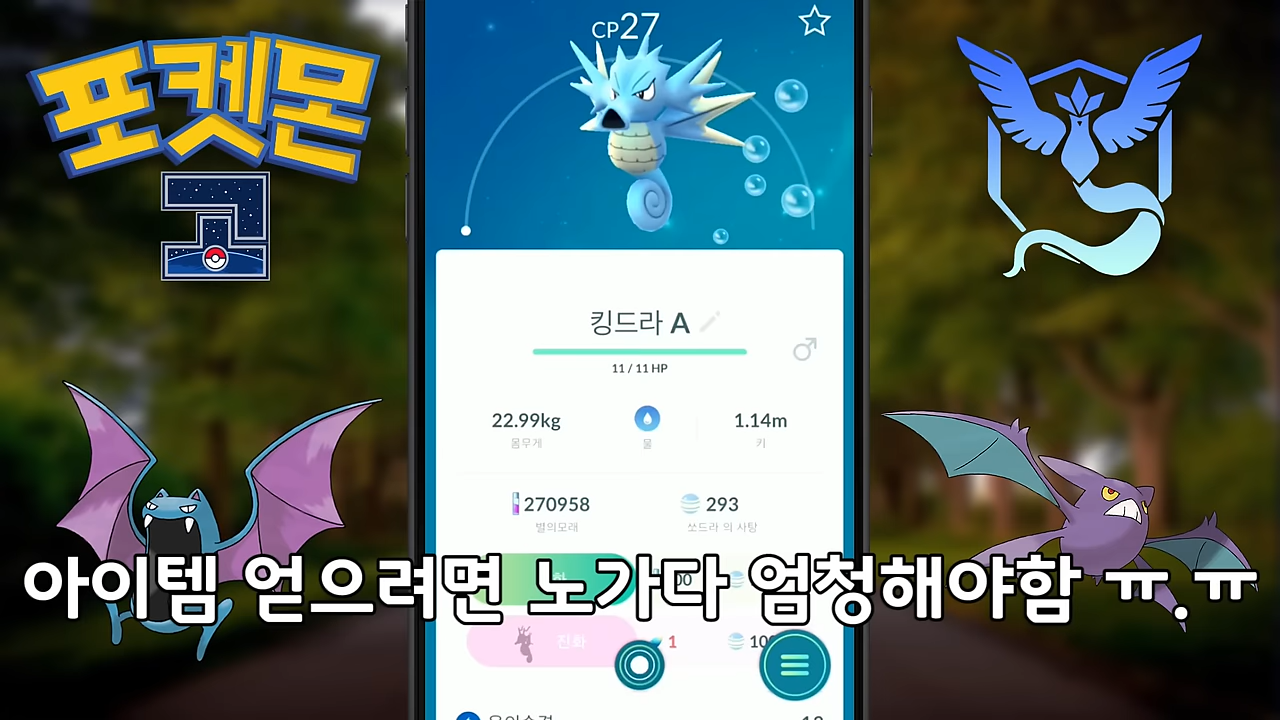 포켓몬
고
CP27
킹드라 A
11 / 11 HP
22.99kg
몸무게
물
1.14m
키
270958
별의모래
293
쏘드라 의 사탕
아이템 얻으려면 노가다 엄청해야함 ㅠ.ㅠ
진화
1